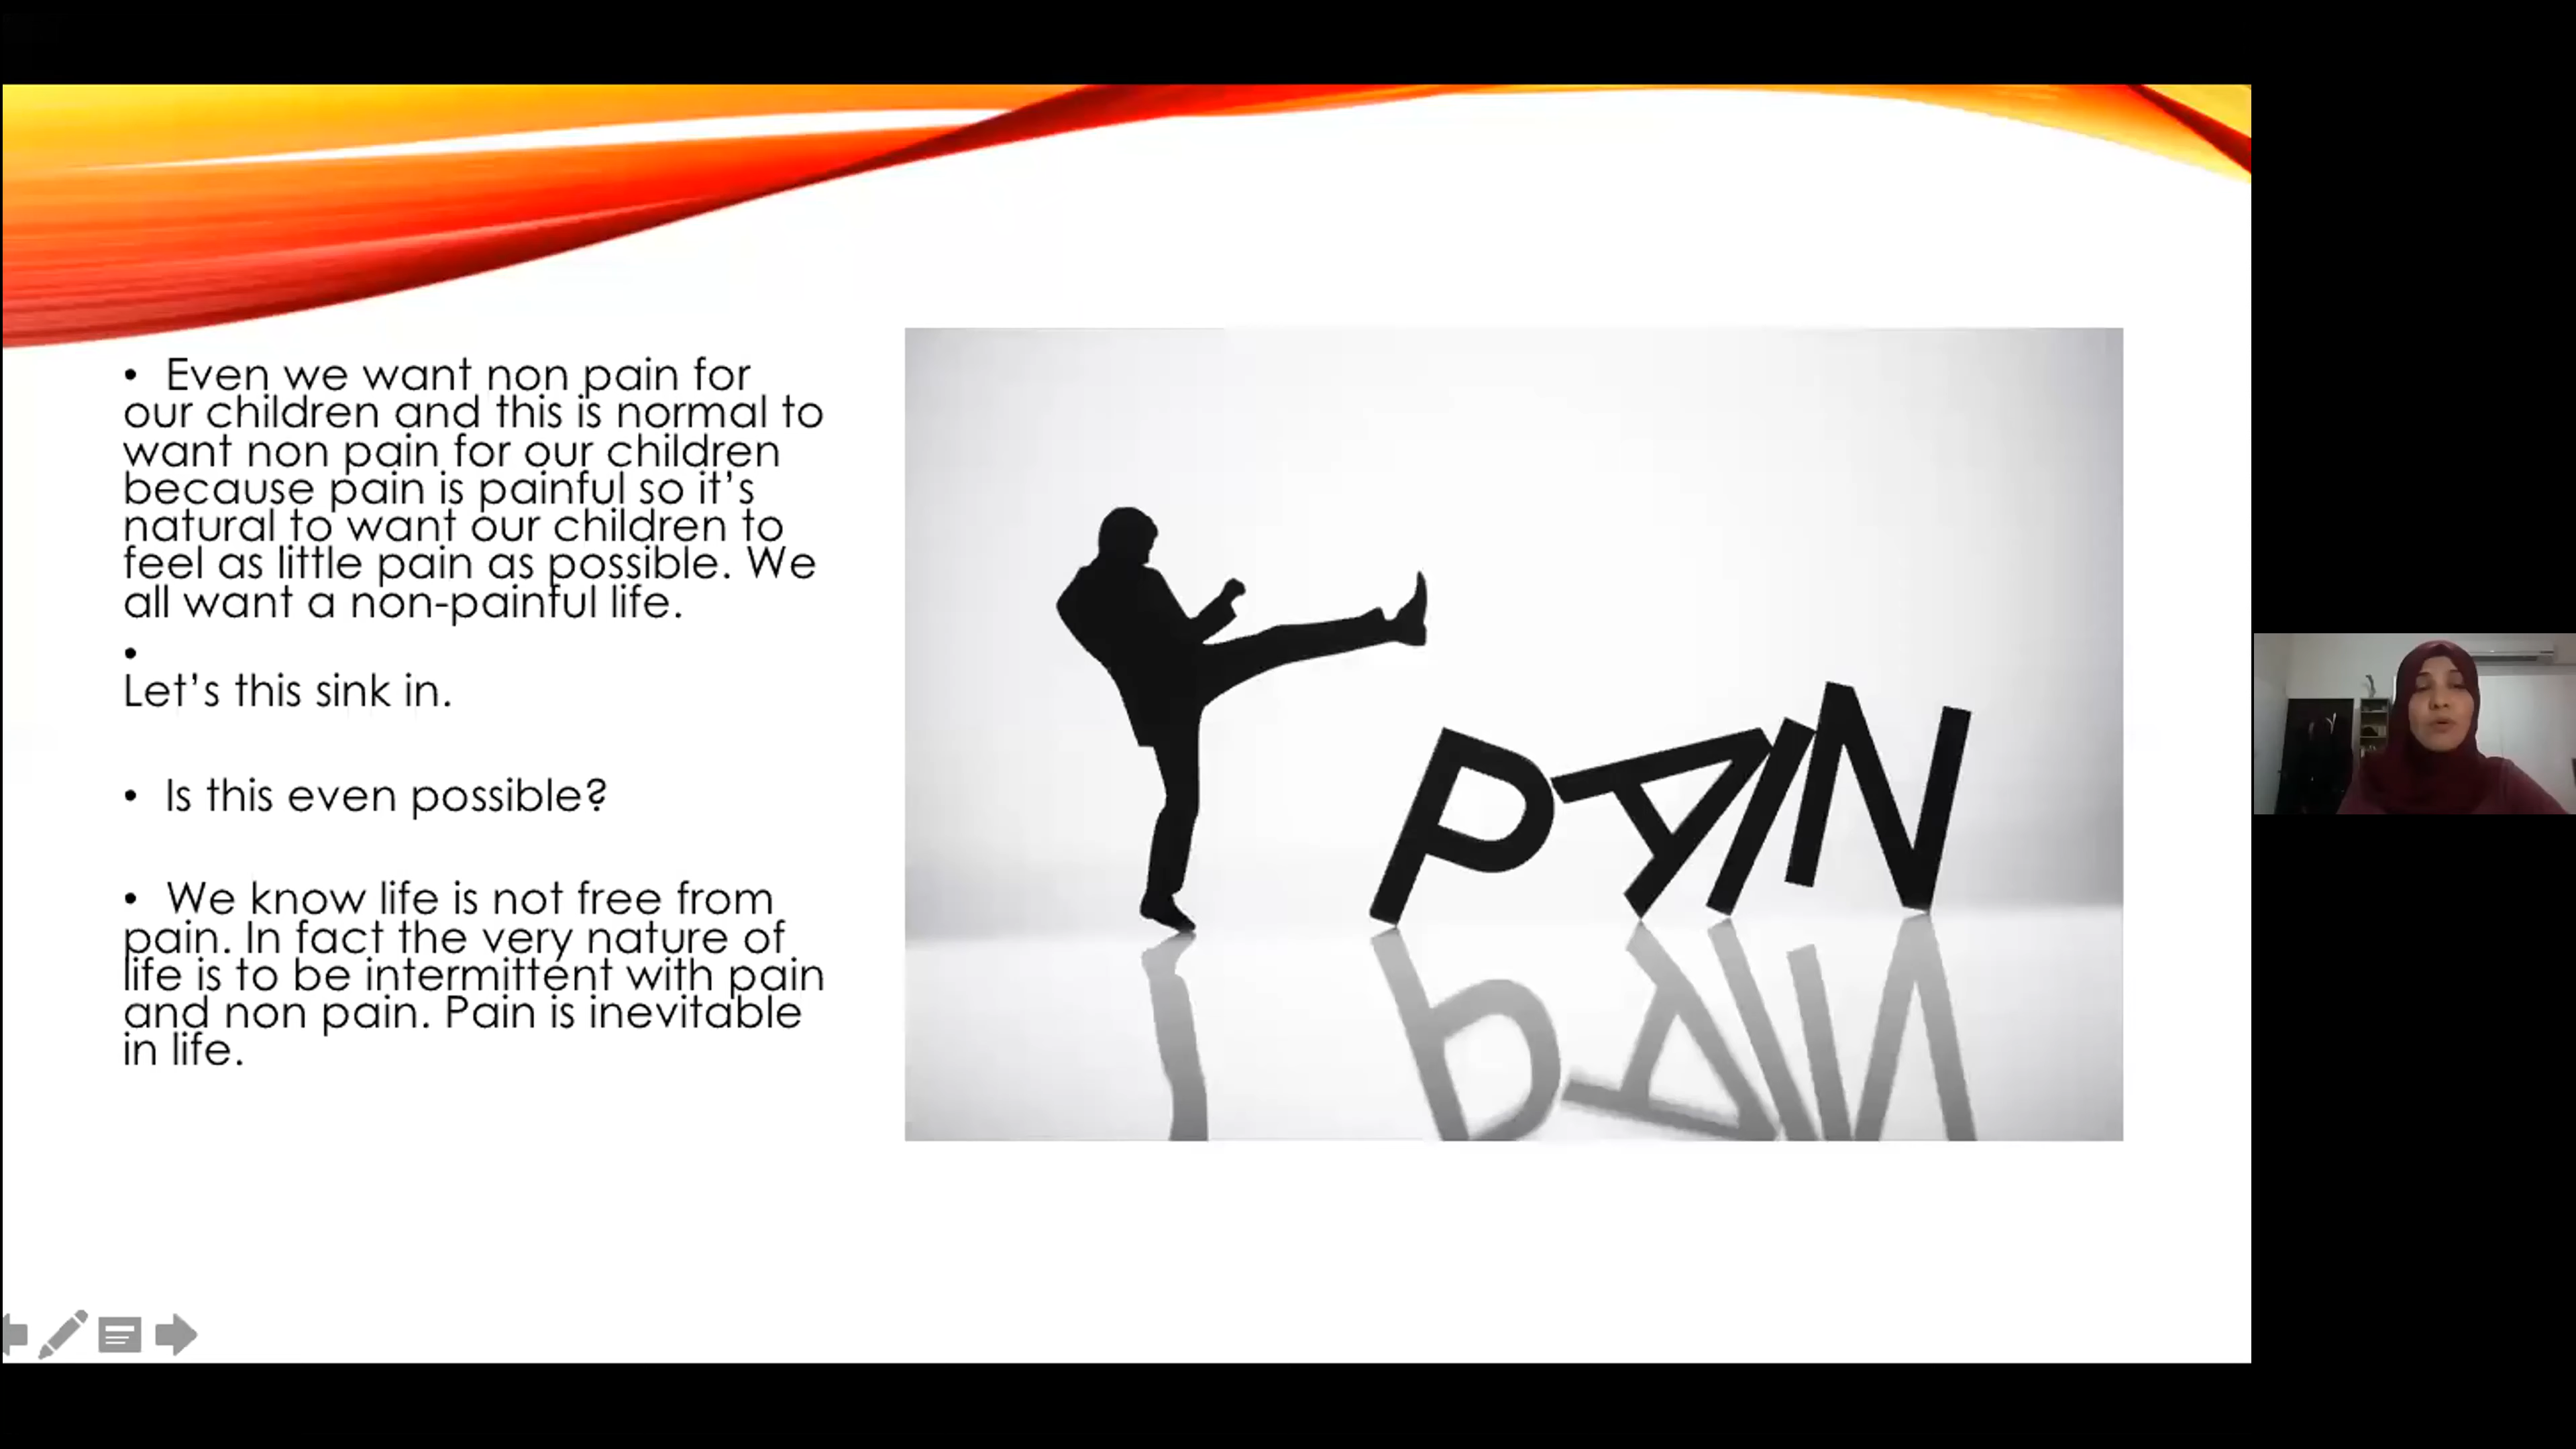 • Even we want non pain for
our children and this is normal to
want non pain for our children
because pain is painful so it’s
natural to want our children to
feel as little pain as possible. We
all want a non-painful life.
•
Let’s this sink in.
• Is this even possible?
• We know life is not free from
pain. In fact the very nature of
life is to be intermittent with pain
and non pain. Pain is inevitable
in life.
PAIN